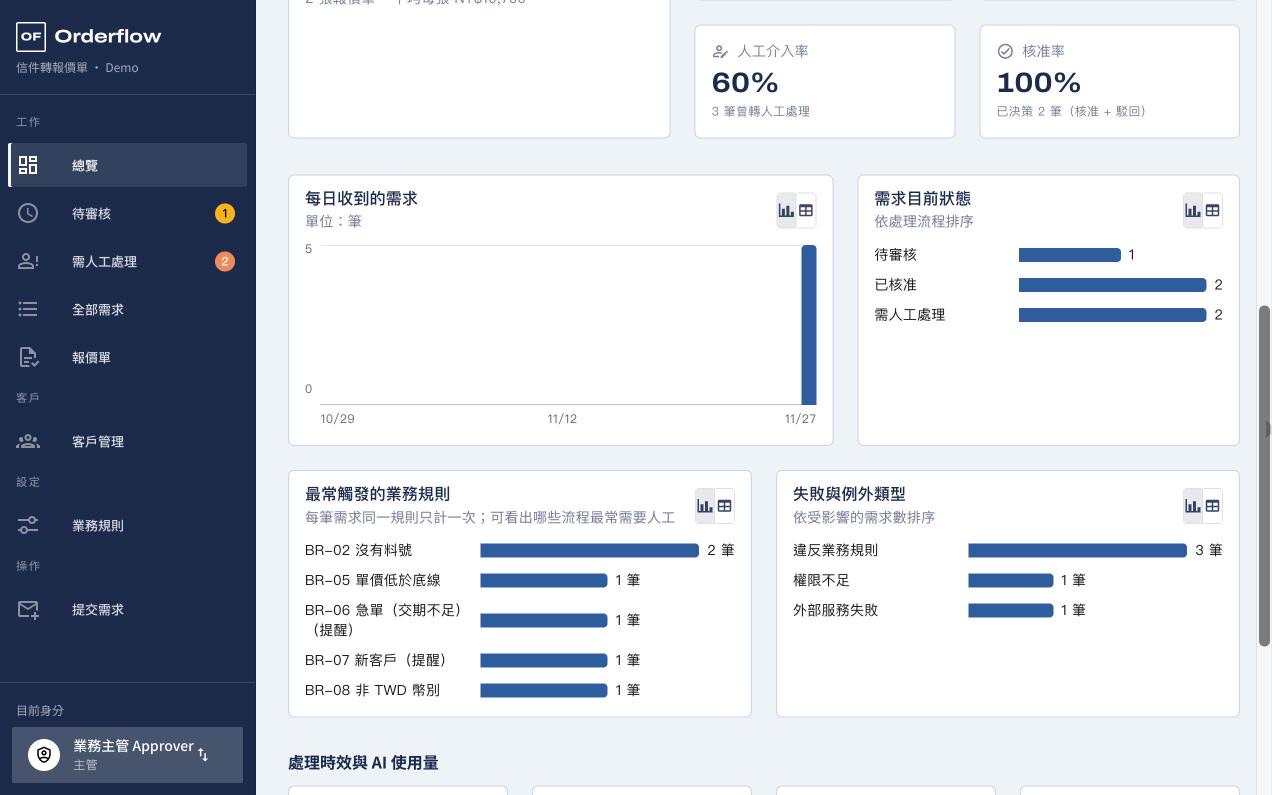 OF Orderflow
信件轉報價單 · Demo
工作
總覽
待審核 1
需人工處理 2
全部需求
報價單
客戶
客戶管理
設定
業務規則
操作
提交需求
目前身分
業務主管 Approver
主管
人工介入率
60%
3 筆曾轉人工處理
核准率
100%
已決策 2 筆（核准 + 駁回）
每日收到的需求
單位：筆
5
0
10/29 11/12 11/27
需求目前狀態
依處理流程排序
待審核 1
已核准 2
需人工處理 2
最常觸發的業務規則
每筆需求同一規則只計一次；可看出哪些流程最常需要人工
BR-02 沒有料號 2 筆
BR-05 單價低於底線 1 筆
BR-06 急單（交期不足）
（提醒） 1 筆
BR-07 新客戶（提醒） 1 筆
BR-08 非 TWD 幣別 1 筆
失敗與例外類型
依受影響的需求數排序
違反業務規則 3 筆
權限不足 1 筆
外部服務失敗 1 筆
處理時效與 AI 使用量